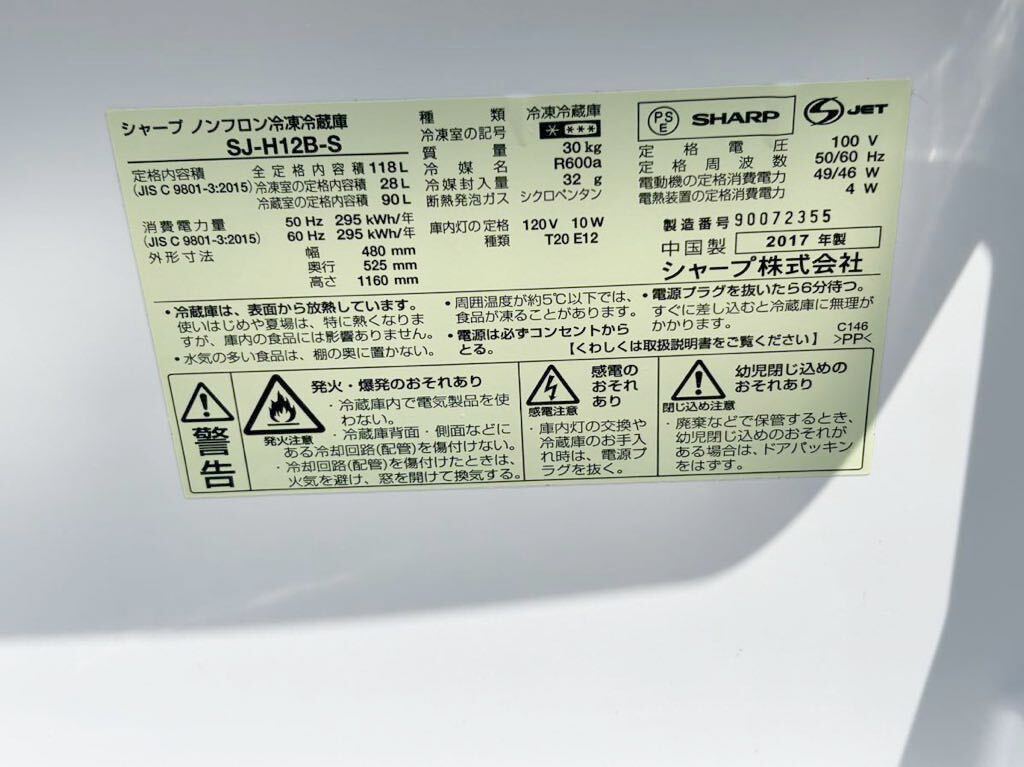 シャープ ノンフロン冷凍冷蔵庫
SJ-H12B-S
定格内容積 全定格内容積 118 L
(JIS C 9801-3:2015) 冷凍室の定格内容積 28 L
冷蔵室の定格内容積 90 L
消費電力量 50 Hz 295 kWh/年
(JIS C 9801-3:2015) 60 Hz 295 kWh/年
外形寸法 幅 480 mm
奥行 525 mm
高さ 1160 mm
種類 冷凍冷蔵庫
冷凍室の記号 * ***
質量 30 kg
冷媒名 R600a
冷媒封入量 32 g
断熱発泡ガス シクロペンタン
庫内灯の定格 120 V 10 W
種類 T20 E12
PS E SHARP S JET
定格電圧 100 V
定格周波数 50/60 Hz
電動機の定格消費電力 49/46 W
電熱装置の定格消費電力 4 W
製造番号 90072355
中国製 2017 年製
シャープ株式会社
・冷蔵庫は、表面から放熱しています。
使いはじめや夏場は、特に熱くなりま
すが、庫内の食品には影響ありません。
・水気の多い食品は、棚の奥に置かない。
・周囲温度が約5℃以下では、
食品が凍ることがあります。
・電源は必ずコンセントから
とる。
・電源プラグを抜いたら6分待つ。
すぐに差し込むと冷蔵庫に無理が
かかります。
【くわしくは取扱説明書をご覧ください】
C146
>PP<
警告
発火注意
発火・爆発のおそれあり
・冷蔵庫内で電気製品を使
わない。
・冷蔵庫背面・側面などに
ある冷却回路(配管)を傷付けない。
・冷却回路(配管)を傷付けたときは、
火気を避け、窓を開けて換気する。
感電注意
感電の
おそれ
あり
・庫内灯の交換や
冷蔵庫のお手入
れ時は、電源プ
ラグを抜く。
閉じ込め注意
幼児閉じ込めの
おそれあり
・廃棄などで保管するとき、
幼児閉じ込めのおそれが
ある場合は、ドアパッキン
をはずす。